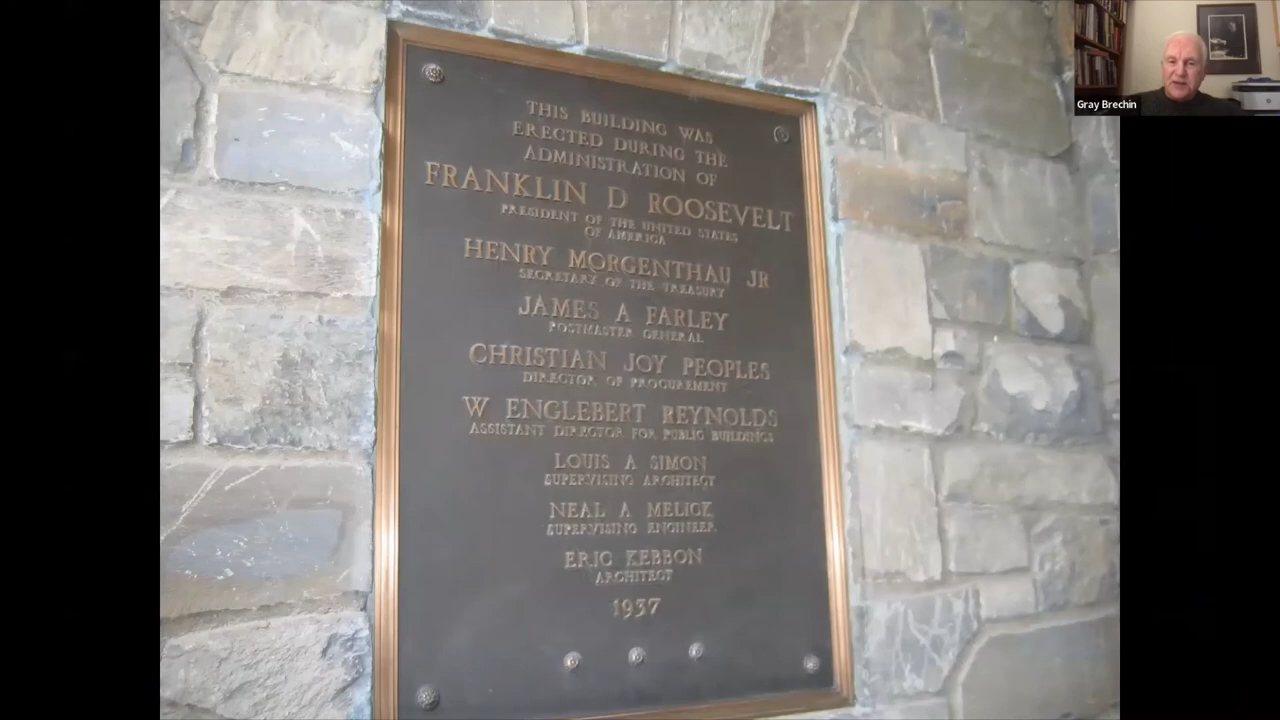 THIS BUILDING WAS
ERECTED DURING THE
ADMINISTRATION OF
FRANKLIN D ROOSEVELT
PRESIDENT OF THE UNITED STATES
OF AMERICA
HENRY MORGENTHAU JR
SECRETARY OF THE TREASURY
JAMES A FARLEY
POSTMASTER GENERAL
CHRISTIAN JOY PEOPLES
DIRECTOR OF PROCUREMENT
W ENGLEBERT REYNOLDS
ASSISTANT DIRECTOR FOR PUBLIC BUILDINGS
LOUIS A SIMON
SUPERVISING ARCHITECT
NEAL A MELICK
SUPERVISING ENGINEER
ERIC KEBBON
ARCHITECT
1937
Gray Brechin